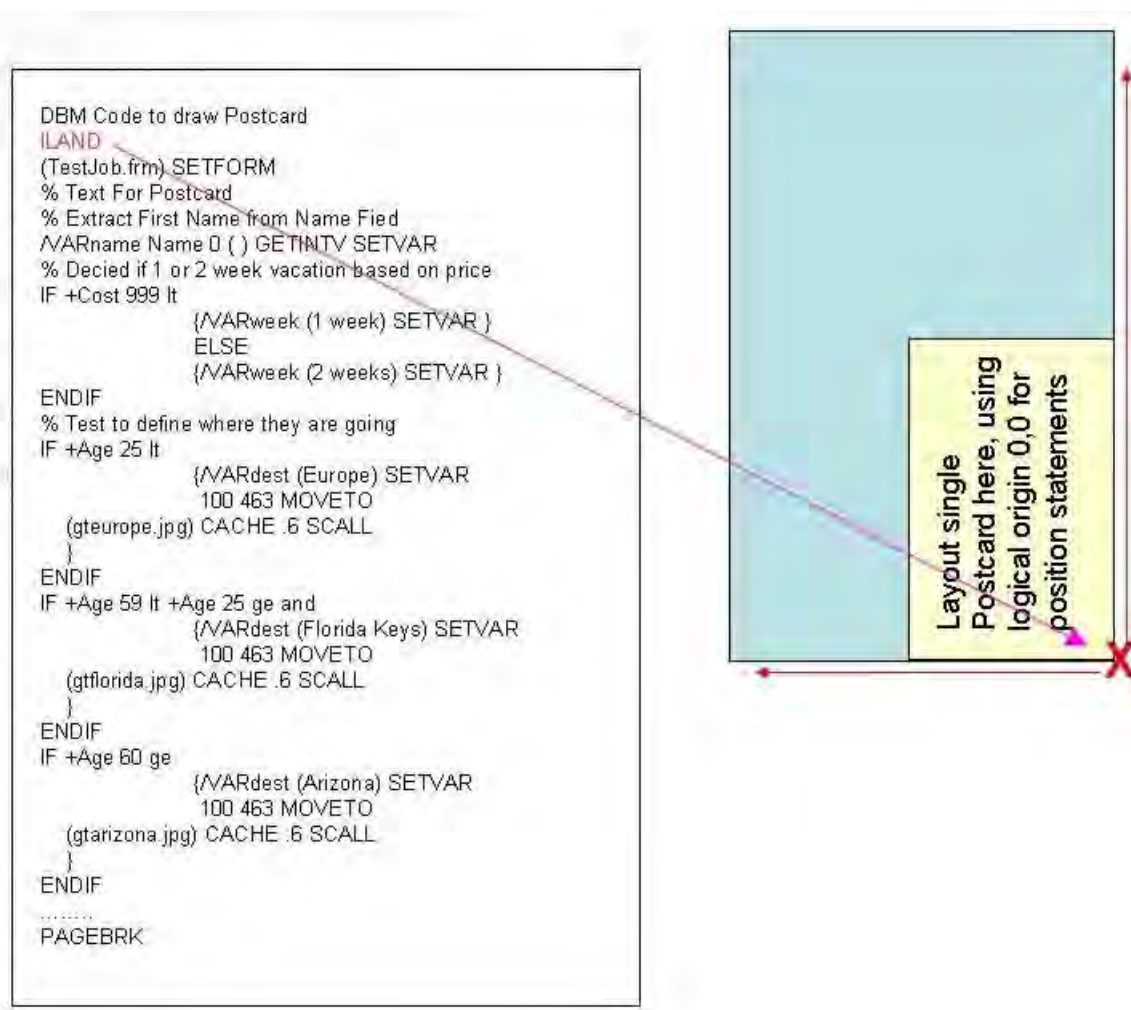 DBM Code to draw Postcard
ILAND
(TestJob.frm) SETFORM
% Text For Postcard
% Extract First Name from Name Fied
/VARname Name 0 ( ) GETINTV SETVAR
% Decied if 1 or 2 week vacation based on price
IF +Cost 999 lt
{/VARweek (1 week) SETVAR }
ELSE
{/VARweek (2 weeks) SETVAR }
ENDIF
% Test to define where they are going
IF +Age 25 lt
{/VARdest (Europe) SETVAR
100 463 MOVETO
(gteurope.jpg) CACHE .6 SCALL
}
ENDIF
IF +Age 59 lt +Age 25 ge and
{/VARdest (Florida Keys) SETVAR
100 463 MOVETO
(gtflorida.jpg) CACHE .6 SCALL
}
ENDIF
IF +Age 60 ge
{/VARdest (Arizona) SETVAR
100 463 MOVETO
(gtarizona.jpg) CACHE .6 SCALL
}
ENDIF
........
PAGEBRK
Layout single
Postcard here, using
logical origin 0,0 for
position statements
X